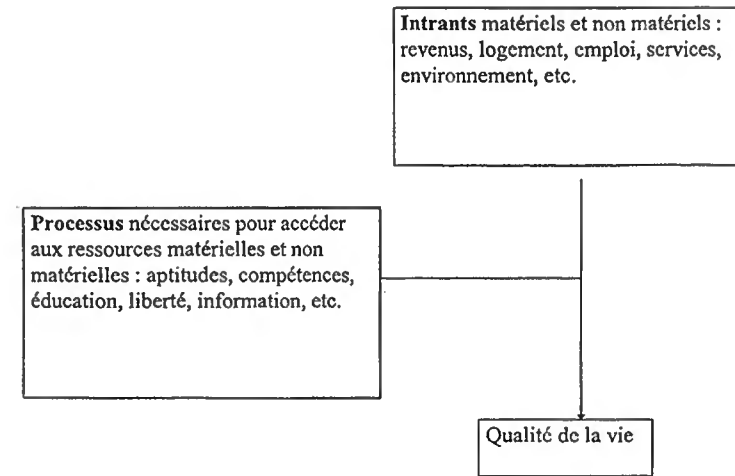 Intrants matériels et non matériels :
revenus, logement, emploi, services,
environnement, etc.
Processus nécessaires pour accéder
aux ressources matérielles et non
matérielles : aptitudes, compétences,
éducation, liberté, information, etc.
Qualité de la vie